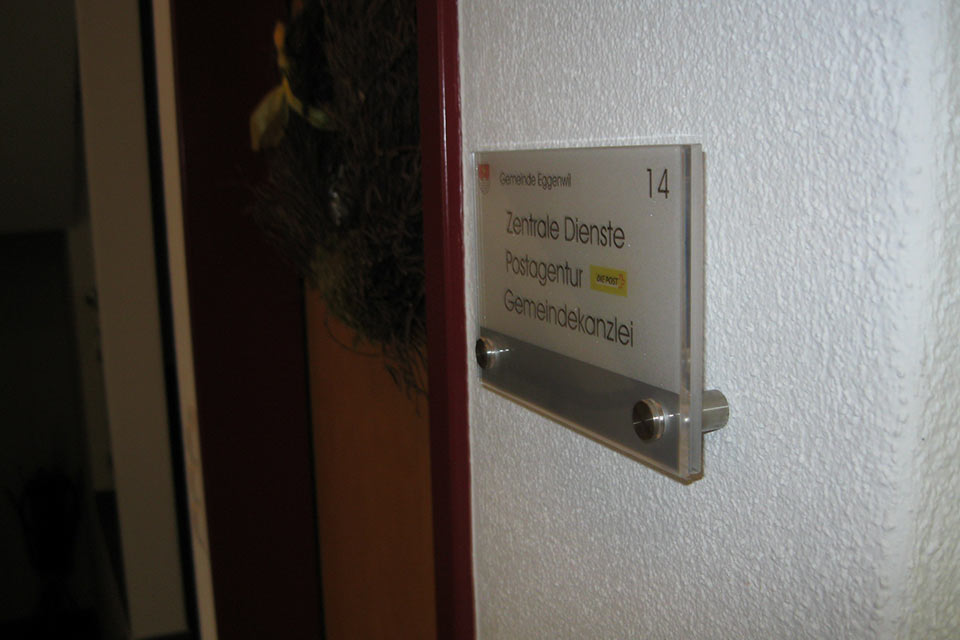 Gemeinde Eggenwil
14
Zentrale Dienste
Postagentur DIE POST
Gemeindekanzlei